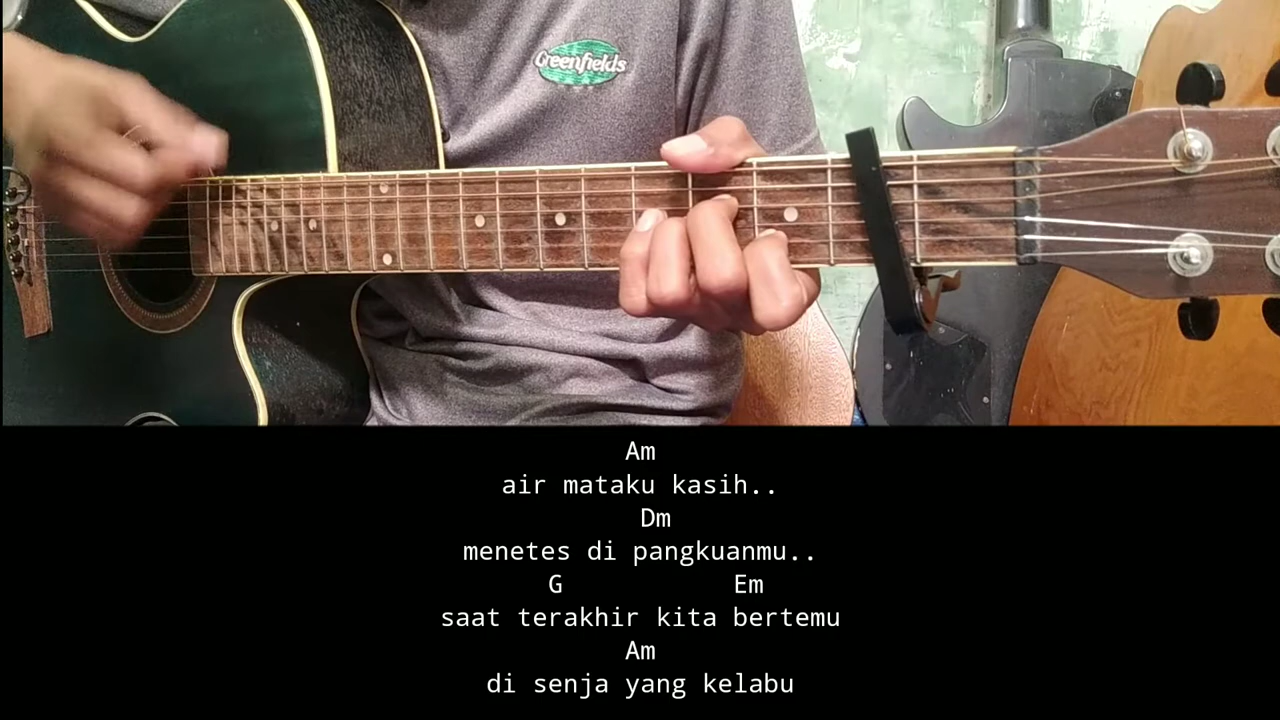 Greenfields
Am
air mataku kasih..
Dm
menetes di pangkuanmu..
G Em
saat terakhir kita bertemu
Am
di senja yang kelabu